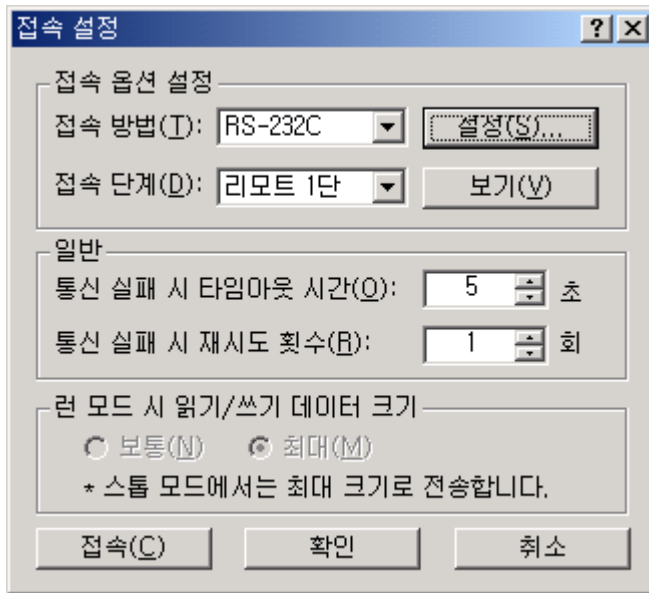 접속 설정
접속 옵션 설정
접속 방법(T): RS-232C 설정(S)...
접속 단계(D): 리모트 1단 보기(V)
일반
통신 실패 시 타임아웃 시간(O): 5 초
통신 실패 시 재시도 횟수(R): 1 회
런 모드 시 읽기/쓰기 데이터 크기
보통(N) 최대(M)
* 스톱 모드에서는 최대 크기로 전송합니다.
접속(C) 확인 취소